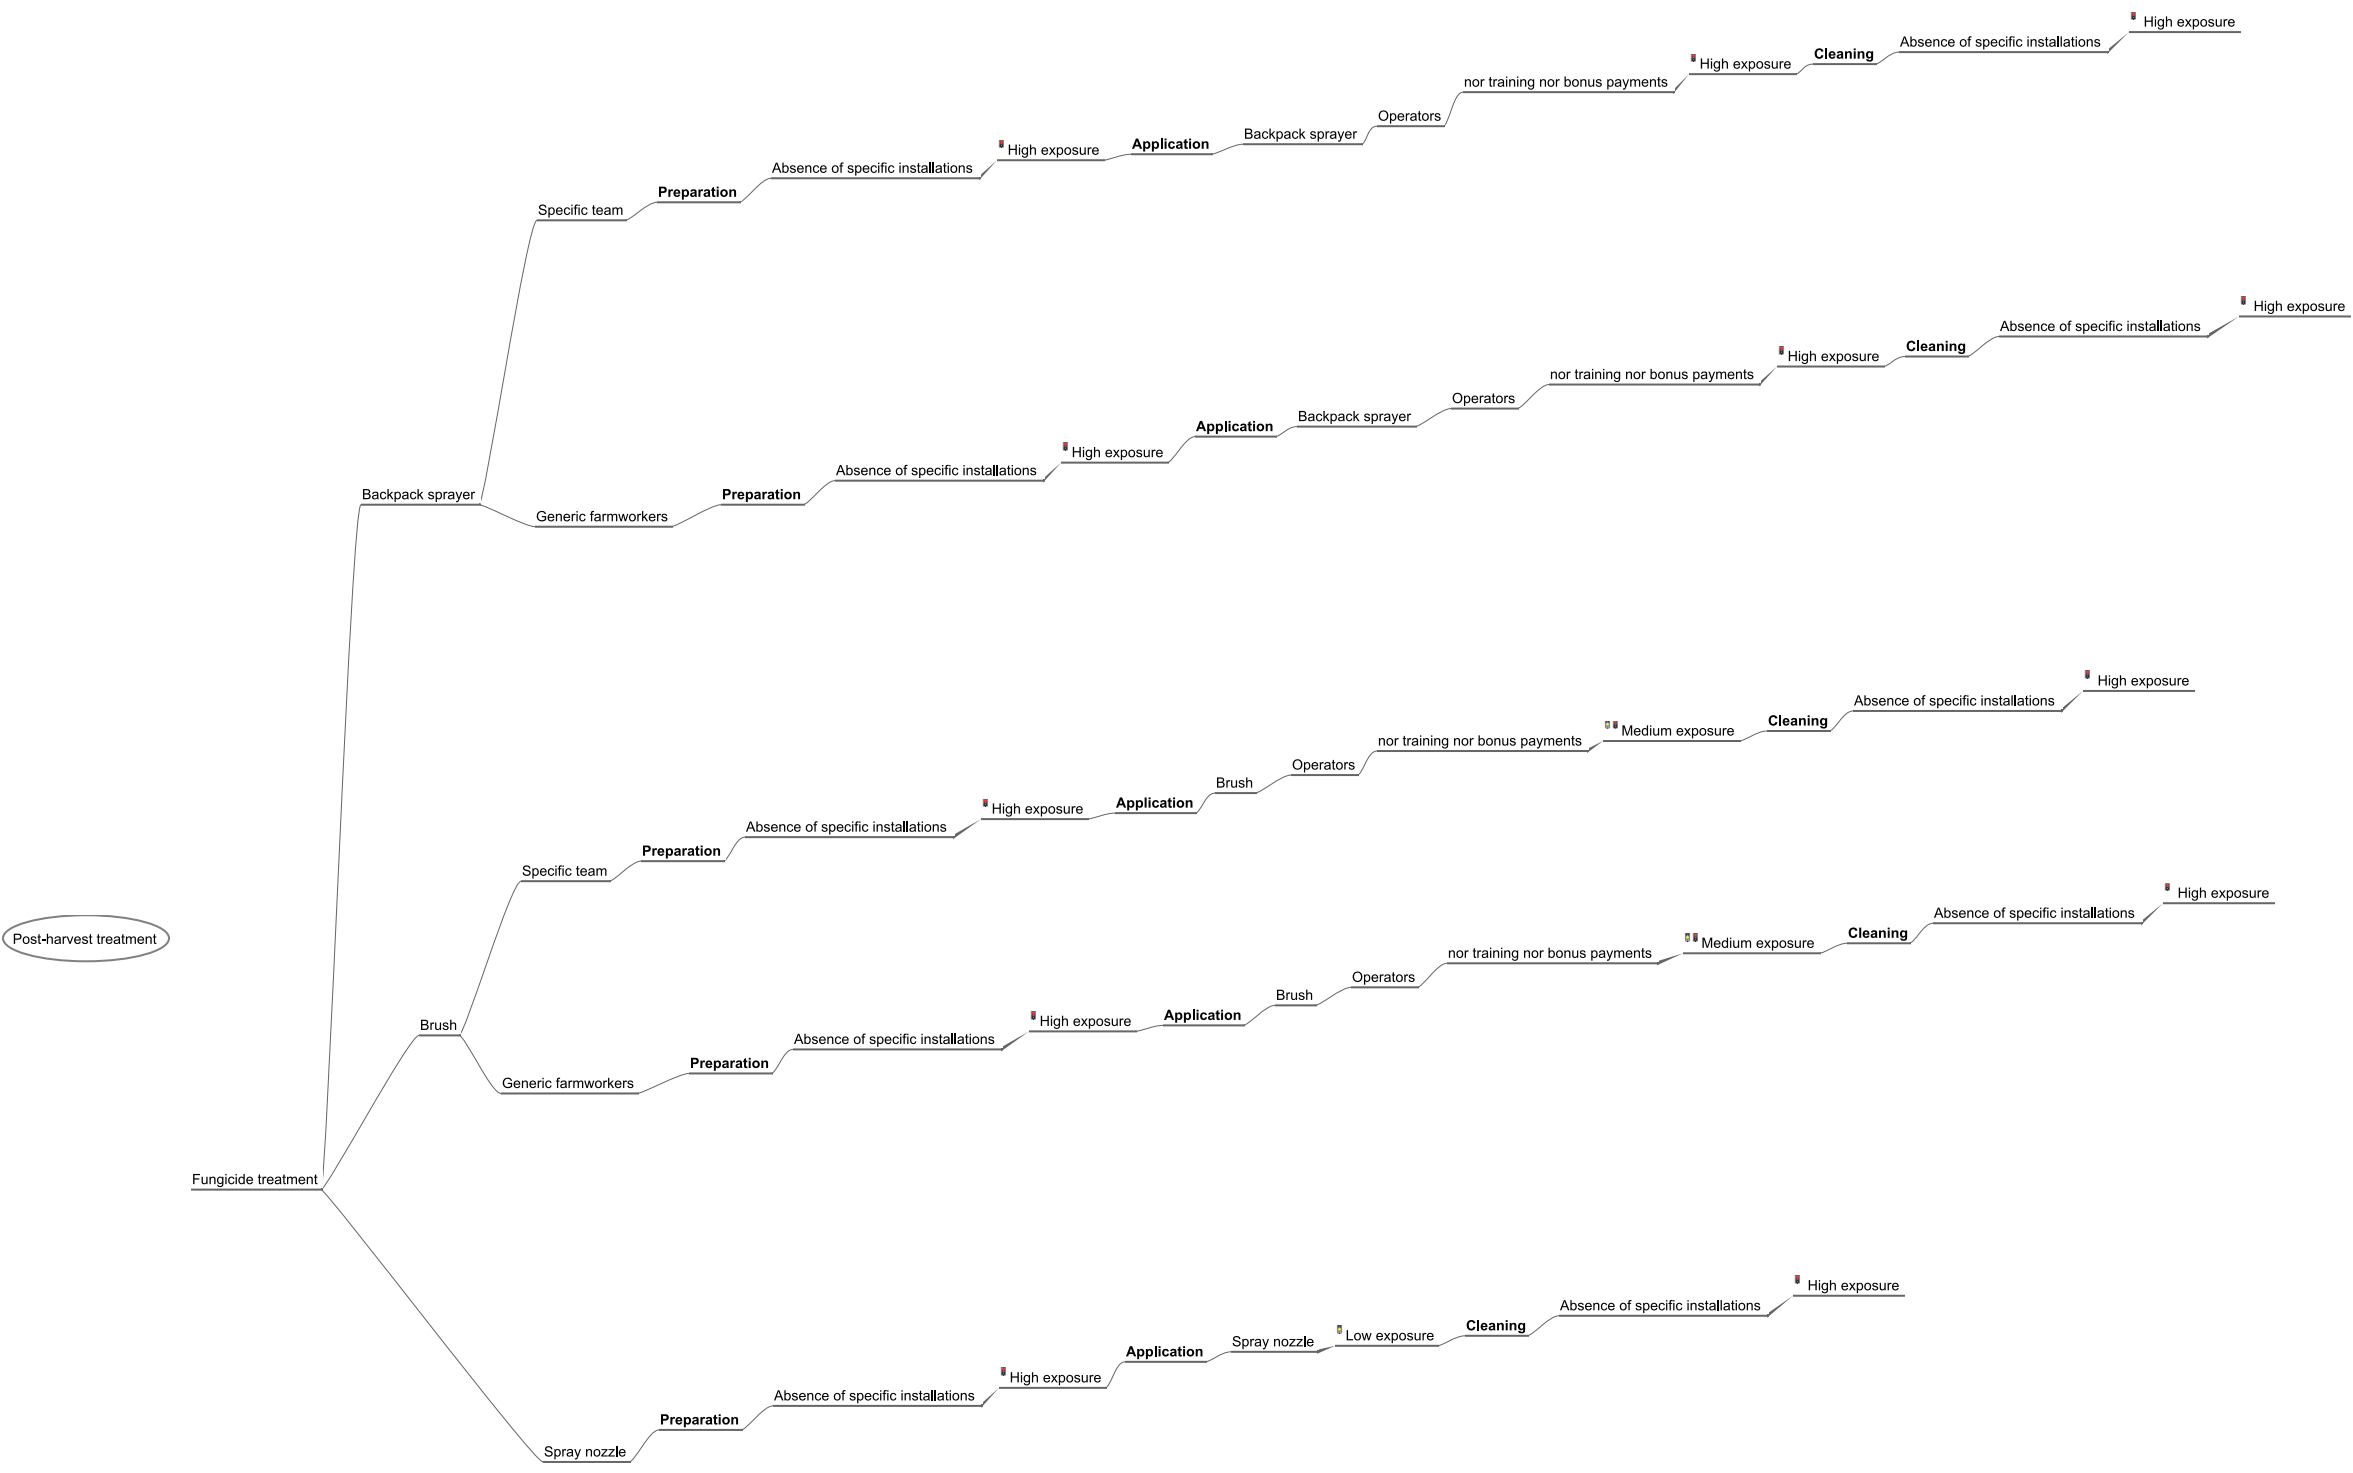 High exposure
Absence of specific installations
Cleaning
High exposure
nor training nor bonus payments
Operators
Backpack sprayer
Application
High exposure
Absence of specific installations
Preparation
Specific team
High exposure
Absence of specific installations
Cleaning
High exposure
nor training nor bonus payments
Operators
Backpack sprayer
Application
High exposure
Absence of specific installations
Preparation
Backpack sprayer
Generic farmworkers
High exposure
Absence of specific installations
Cleaning
Medium exposure
nor training nor bonus payments
Operators
Brush
Application
High exposure
Absence of specific installations
Preparation
Specific team
High exposure
Absence of specific installations
Cleaning
Post-harvest treatment
Medium exposure
nor training nor bonus payments
Operators
Brush
Application
High exposure
Brush
Absence of specific installations
Preparation
Generic farmworkers
Fungicide treatment
High exposure
Absence of specific installations
Cleaning
Low exposure
Spray nozzle
Application
High exposure
Absence of specific installations
Preparation
Spray nozzle